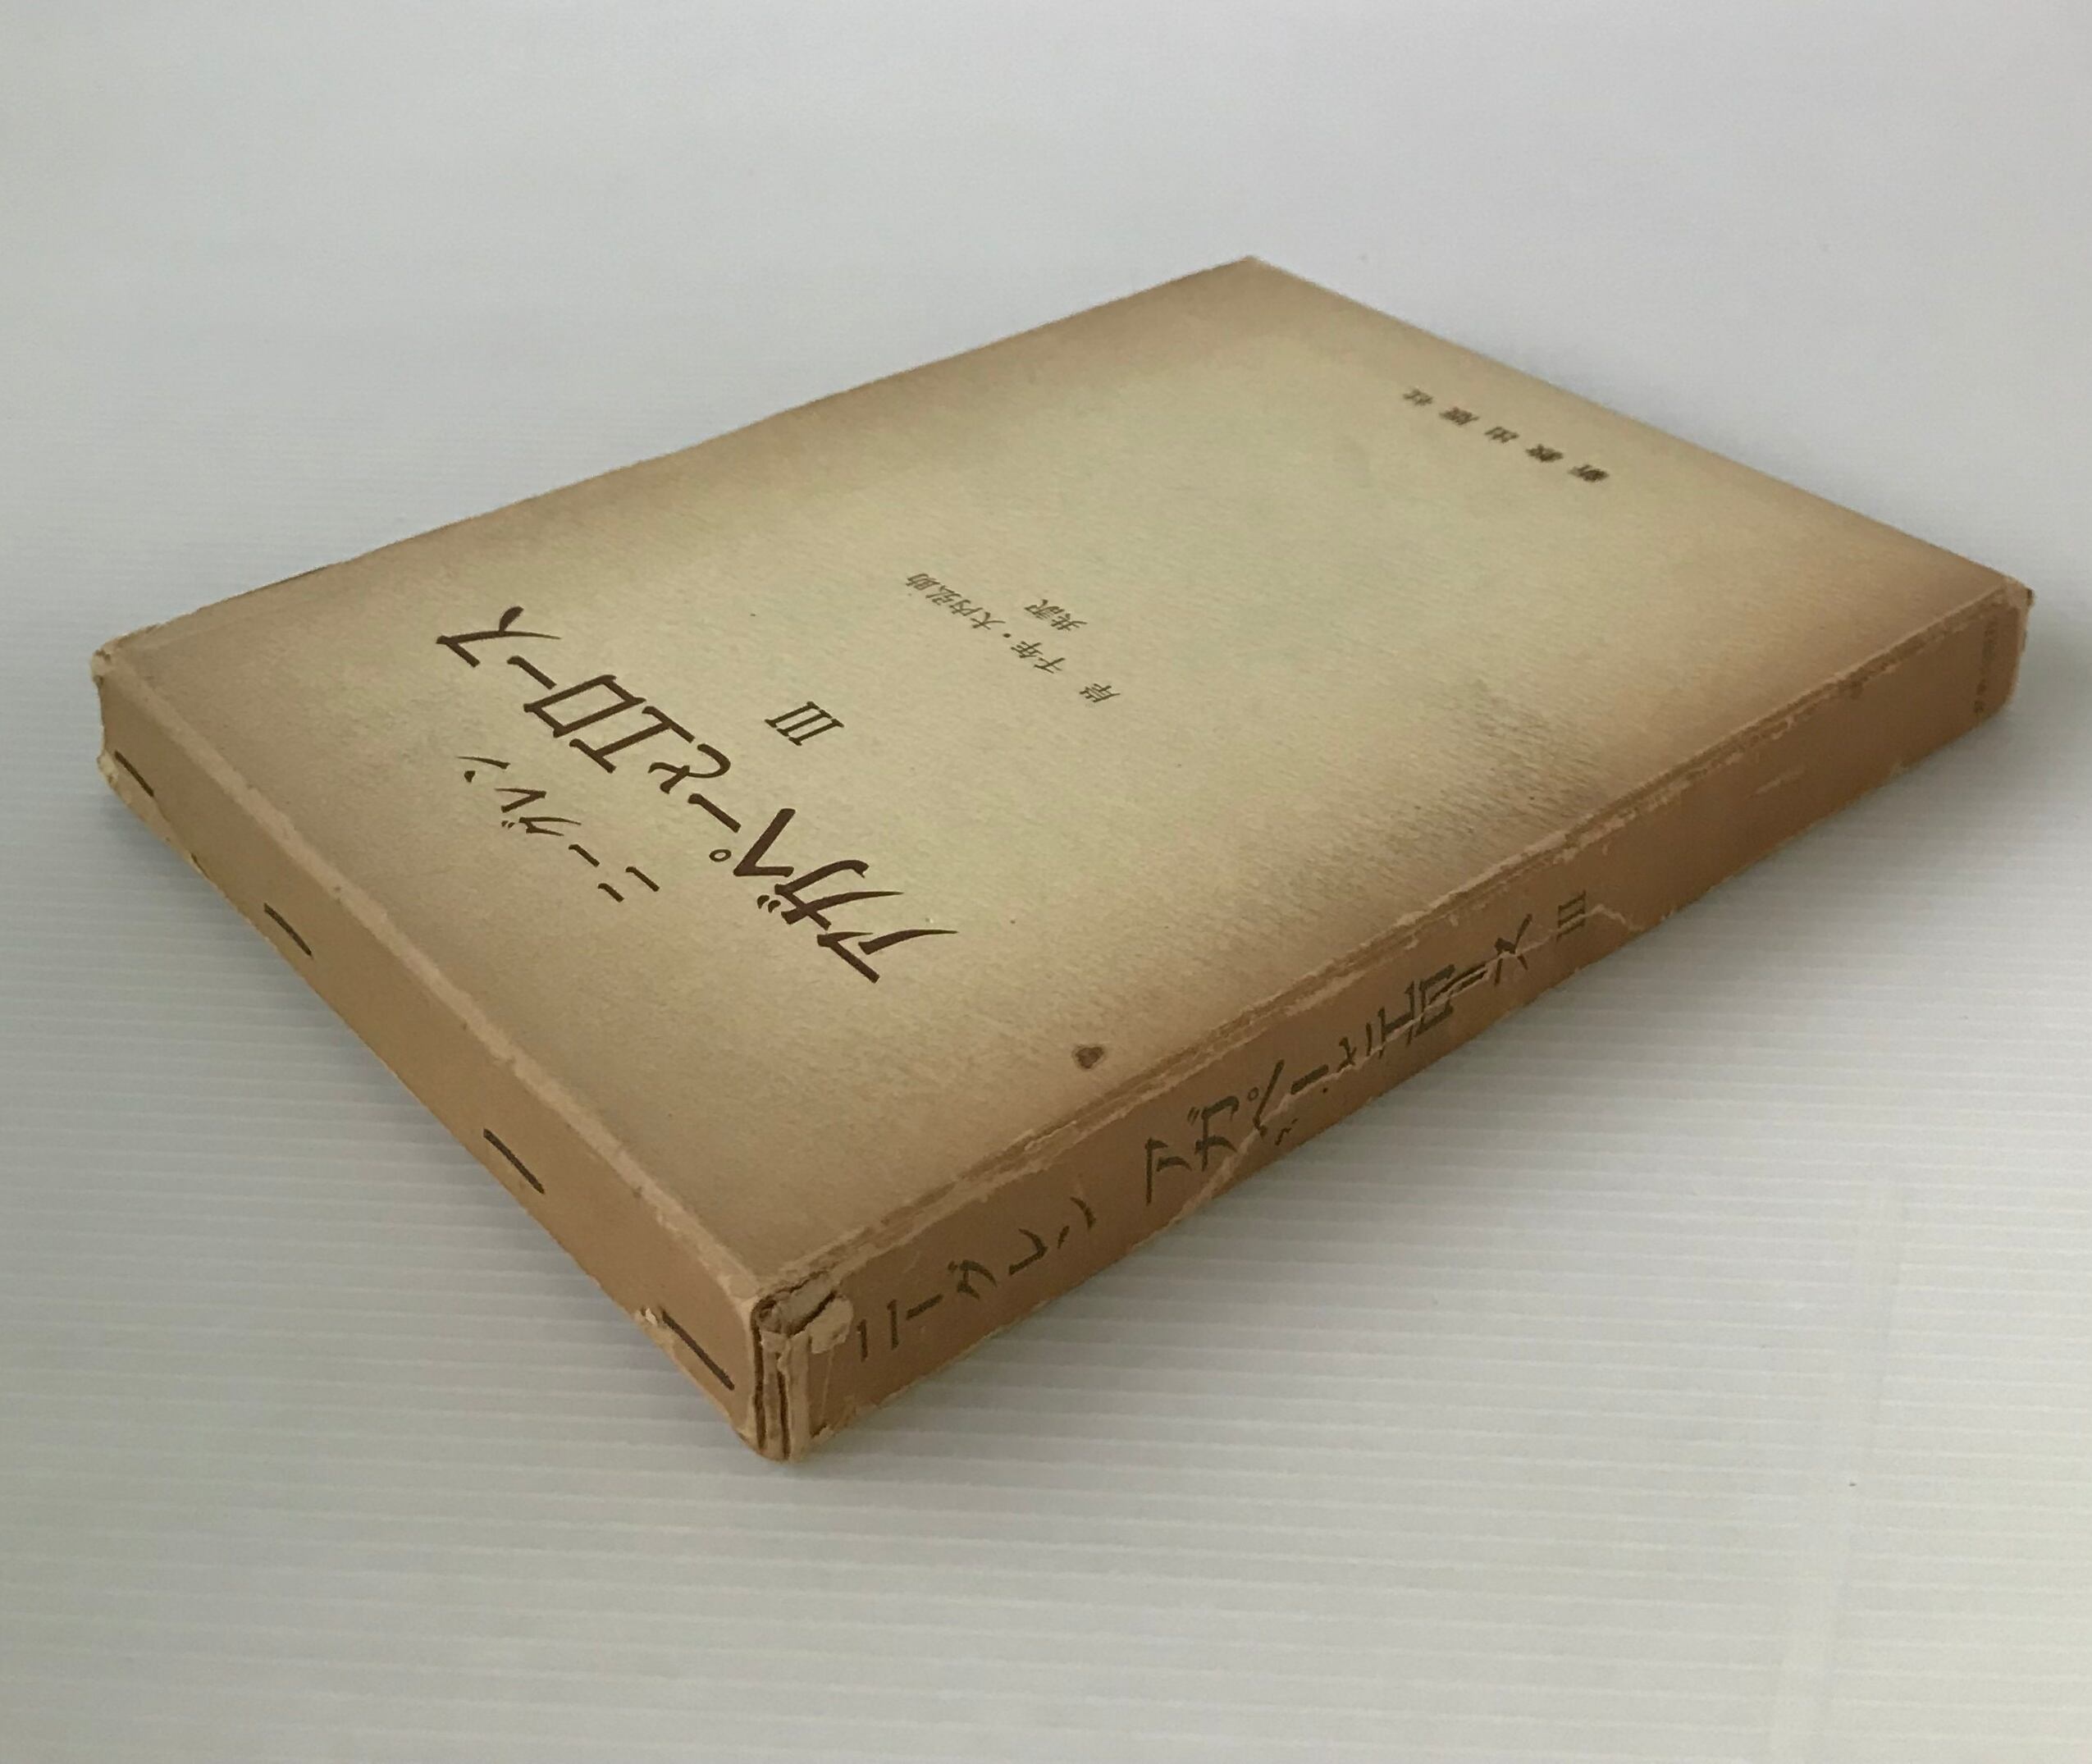 ニーグレン
アガペーとエロース
III
岸 千年・大内弘助
共訳
新教出版社
ニーグレン アガペーとエロース III